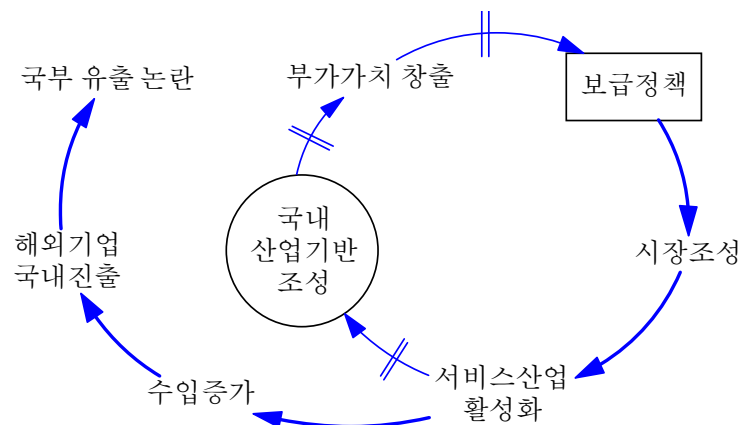 국부 유출 논란
부가가치 창출
보급정책
국내
산업기반
조성
해외기업
국내진출
시장조성
수입증가
서비스산업
활성화